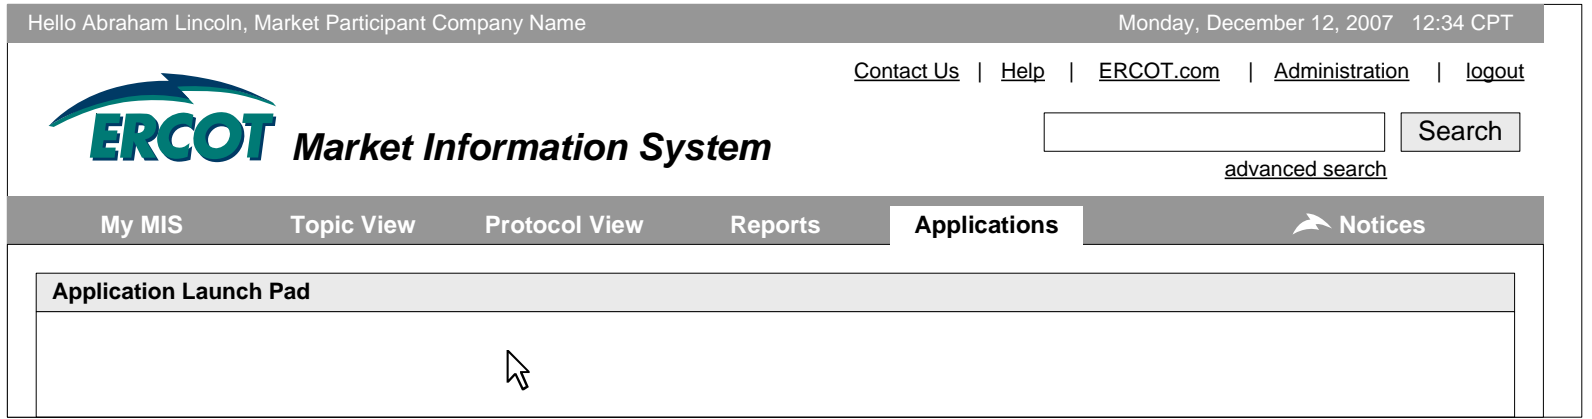 Hello Abraham Lincoln, Market Participant Company Name Monday, December 12, 2007 12:34 CPT
Contact Us | Help | ERCOT.com | Administration | logout
ERCOT Market Information System Search
advanced search
My MIS Topic View Protocol View Reports Applications Notices
Application Launch Pad